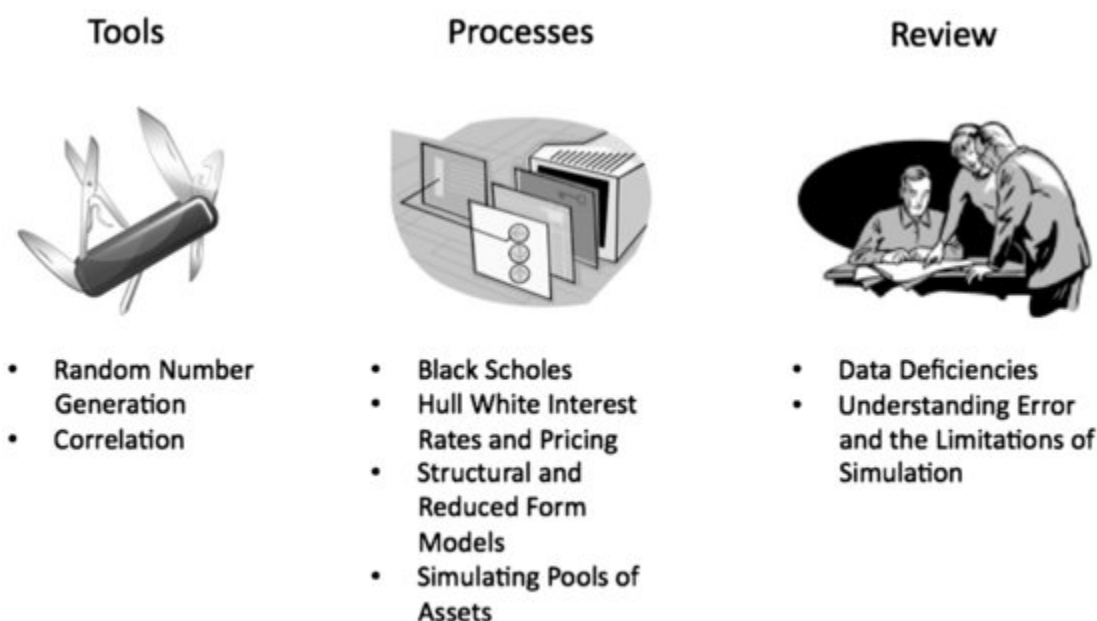 Tools
Processes
Review
• Random Number
Generation
• Correlation
• Black Scholes
• Hull White Interest
Rates and Pricing
• Structural and
Reduced Form
Models
• Simulating Pools of
Assets
• Data Deficiencies
• Understanding Error
and the Limitations of
Simulation